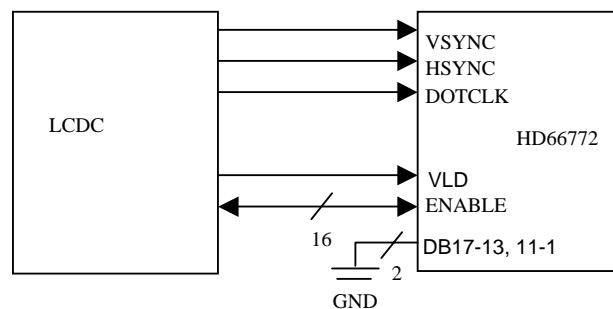 VSYNC
HSYNC
DOTCLK
LCDC
HD66772
VLD
ENABLE
16
DB17-13, 11-1
2
GND